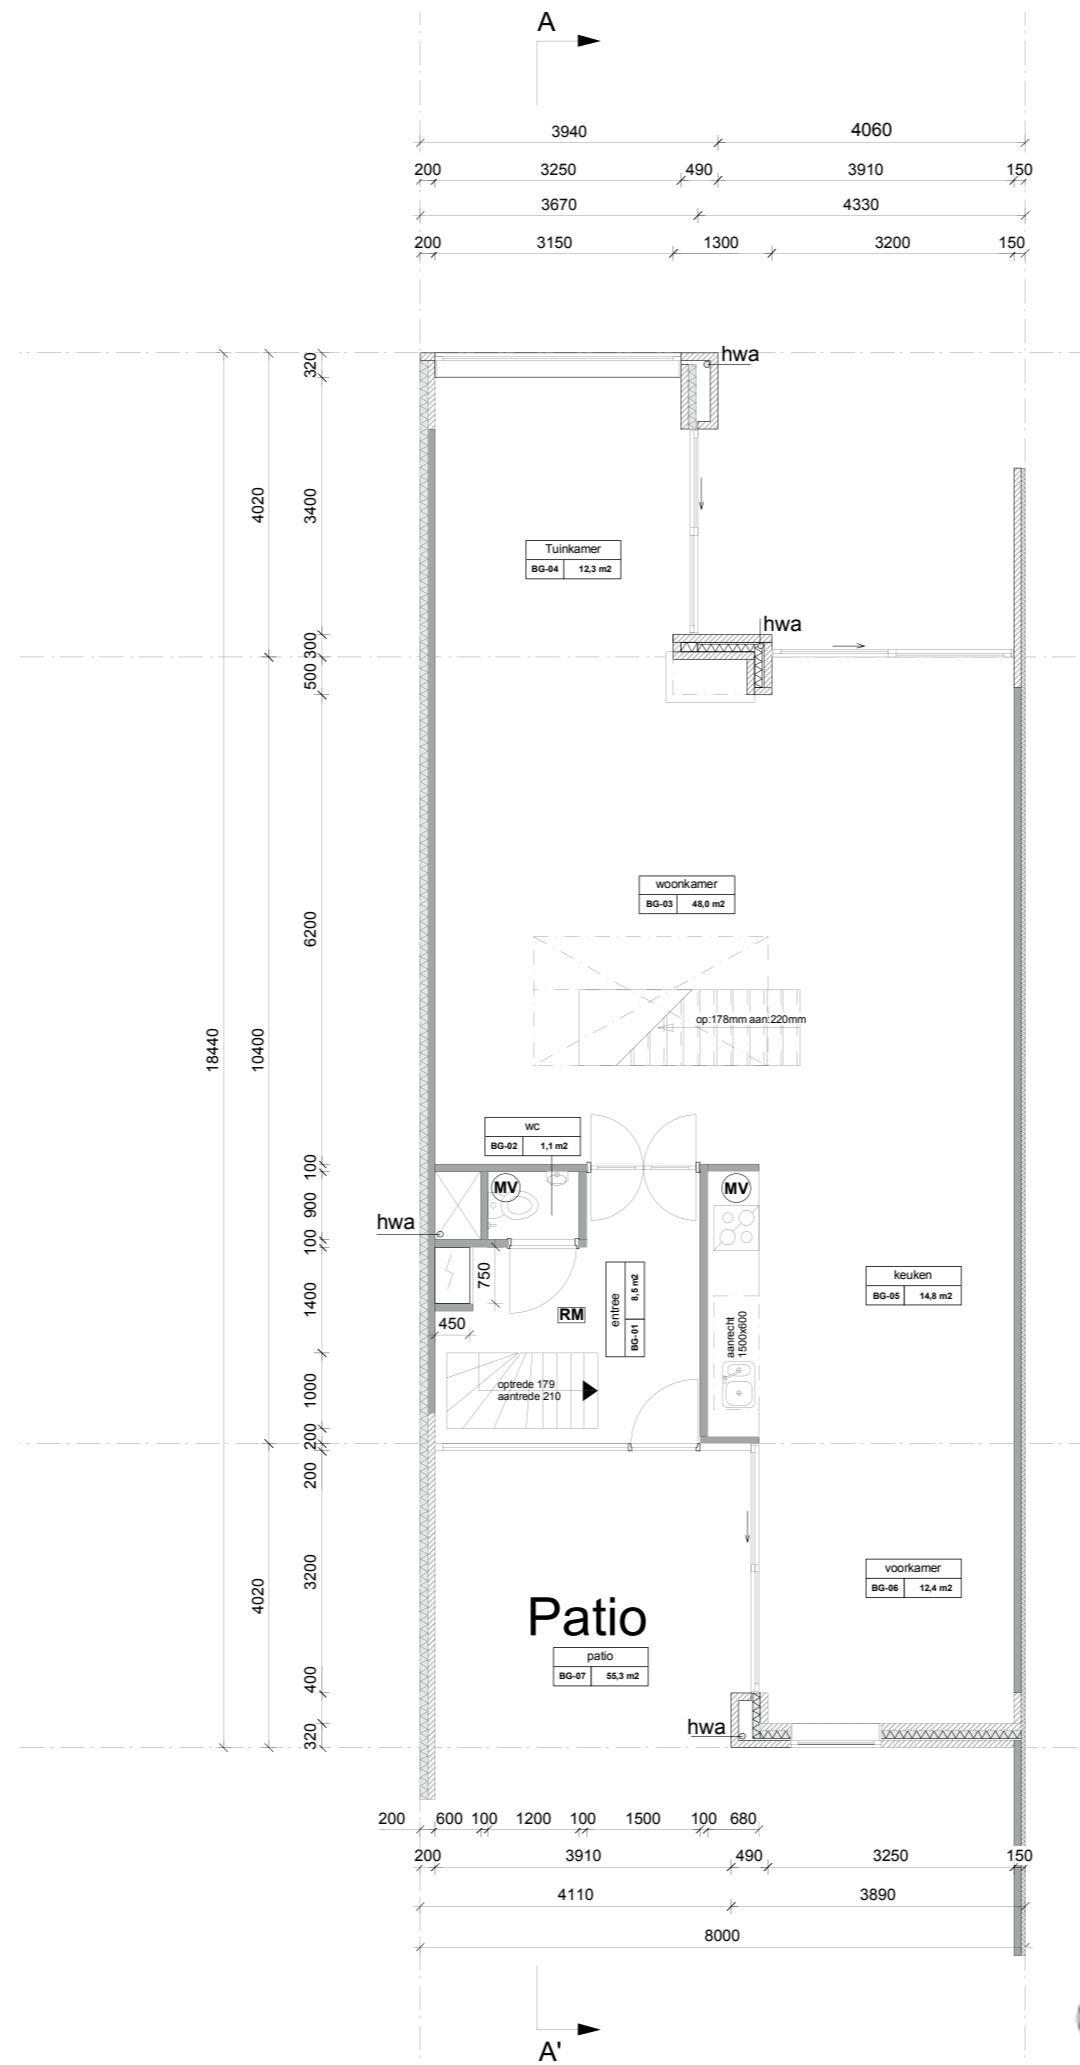 A
3940 4060
200 3250 490 3910 150
3670 4330
200 3150 1300 3200 150
320
hwa
4020
3400
Tuinkamer
BG-04 12,3 m2
hwa
300
500
woonkamer
BG-03 48,0 m2
6200
op:178mm aan:220mm
18440
10400
WC
BG-02 1,1 m2
100
MV
MV
900
hwa
100
750
entree
BG-01 8,5 m2
keuken
BG-05 14,8 m2
1400
RM
450
aanrecht
1500x600
optrede 179
aantrede 210
1000
200
200
3200
voorkamer
BG-06 12,4 m2
4020
Patio
patio
BG-07 55,3 m2
400
hwa
320
200 600 100 1200 100 1500 100 680
200 3910 490 3250 150
4110 3890
8000
A'